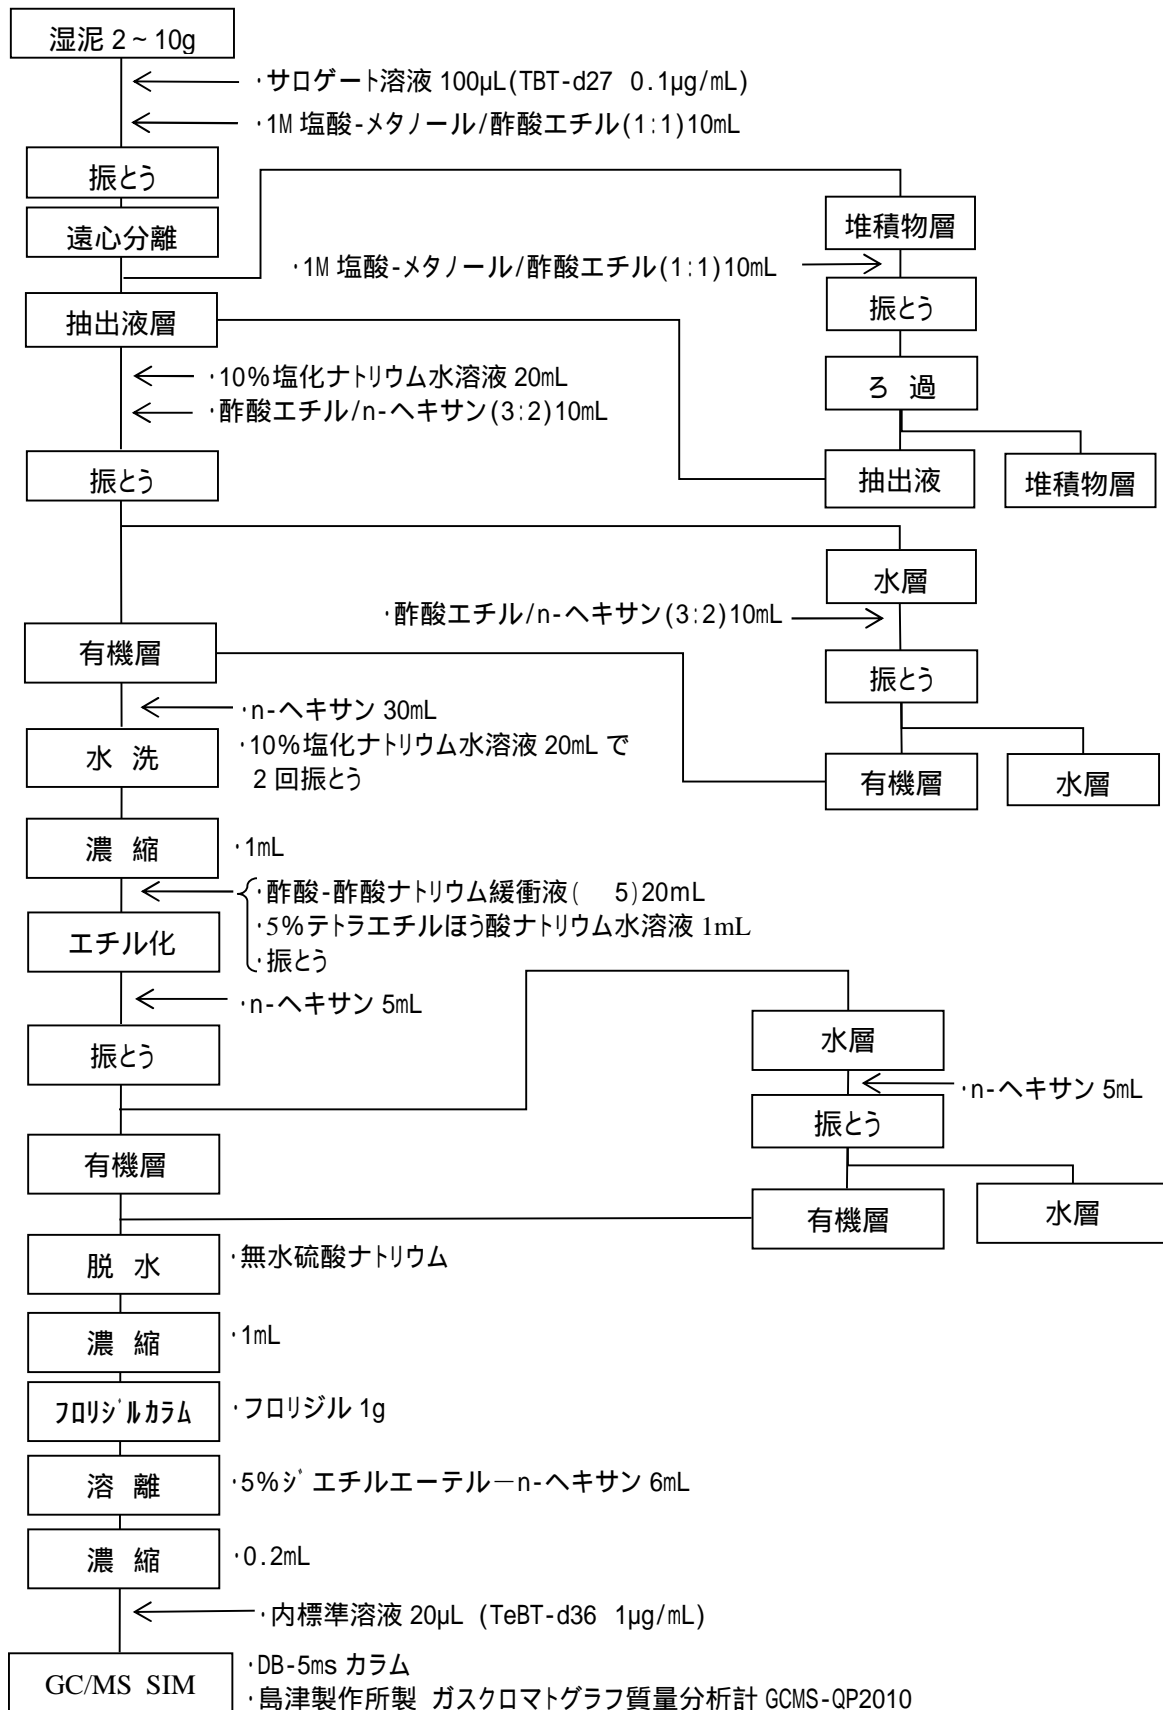 湿泥 2 ~ 10g
・サロゲート溶液 100µL(TBT-d27 0.1µg/mL)
・1M 塩酸-メタノール/酢酸エチル(1:1)10mL
振とう
遠心分離
堆積物層
・1M 塩酸-メタノール/酢酸エチル(1:1)10mL
振とう
抽出液層
ろ 過
・10%塩化ナトリウム水溶液 20mL
・酢酸エチル/n-ヘキサン(3:2)10mL
振とう
抽出液
堆積物層
水層
・酢酸エチル/n-ヘキサン(3:2)10mL
有機層
振とう
・n-ヘキサン 30mL
水 洗
・10%塩化ナトリウム水溶液 20mL で
2 回振とう
有機層
水層
濃 縮
・1mL
・酢酸-酢酸ナトリウム緩衝液( 5)20mL
・5%テトラエチルほう酸ナトリウム水溶液 1mL
・振とう
エチル化
・n-ヘキサン 5mL
水層
振とう
・n-ヘキサン 5mL
振とう
有機層
有機層
水層
脱 水
・無水硫酸ナトリウム
濃 縮
・1mL
フロリジルカラム
・フロリジル 1g
溶 離
・5%ジエチルエーテル－n-ヘキサン 6mL
濃 縮
・0.2mL
・内標準溶液 20µL (TeBT-d36 1µg/mL)
GC/MS SIM
・DB-5ms カラム
・島津製作所製 ガスクロマトグラフ質量分析計 GCMS-QP2010